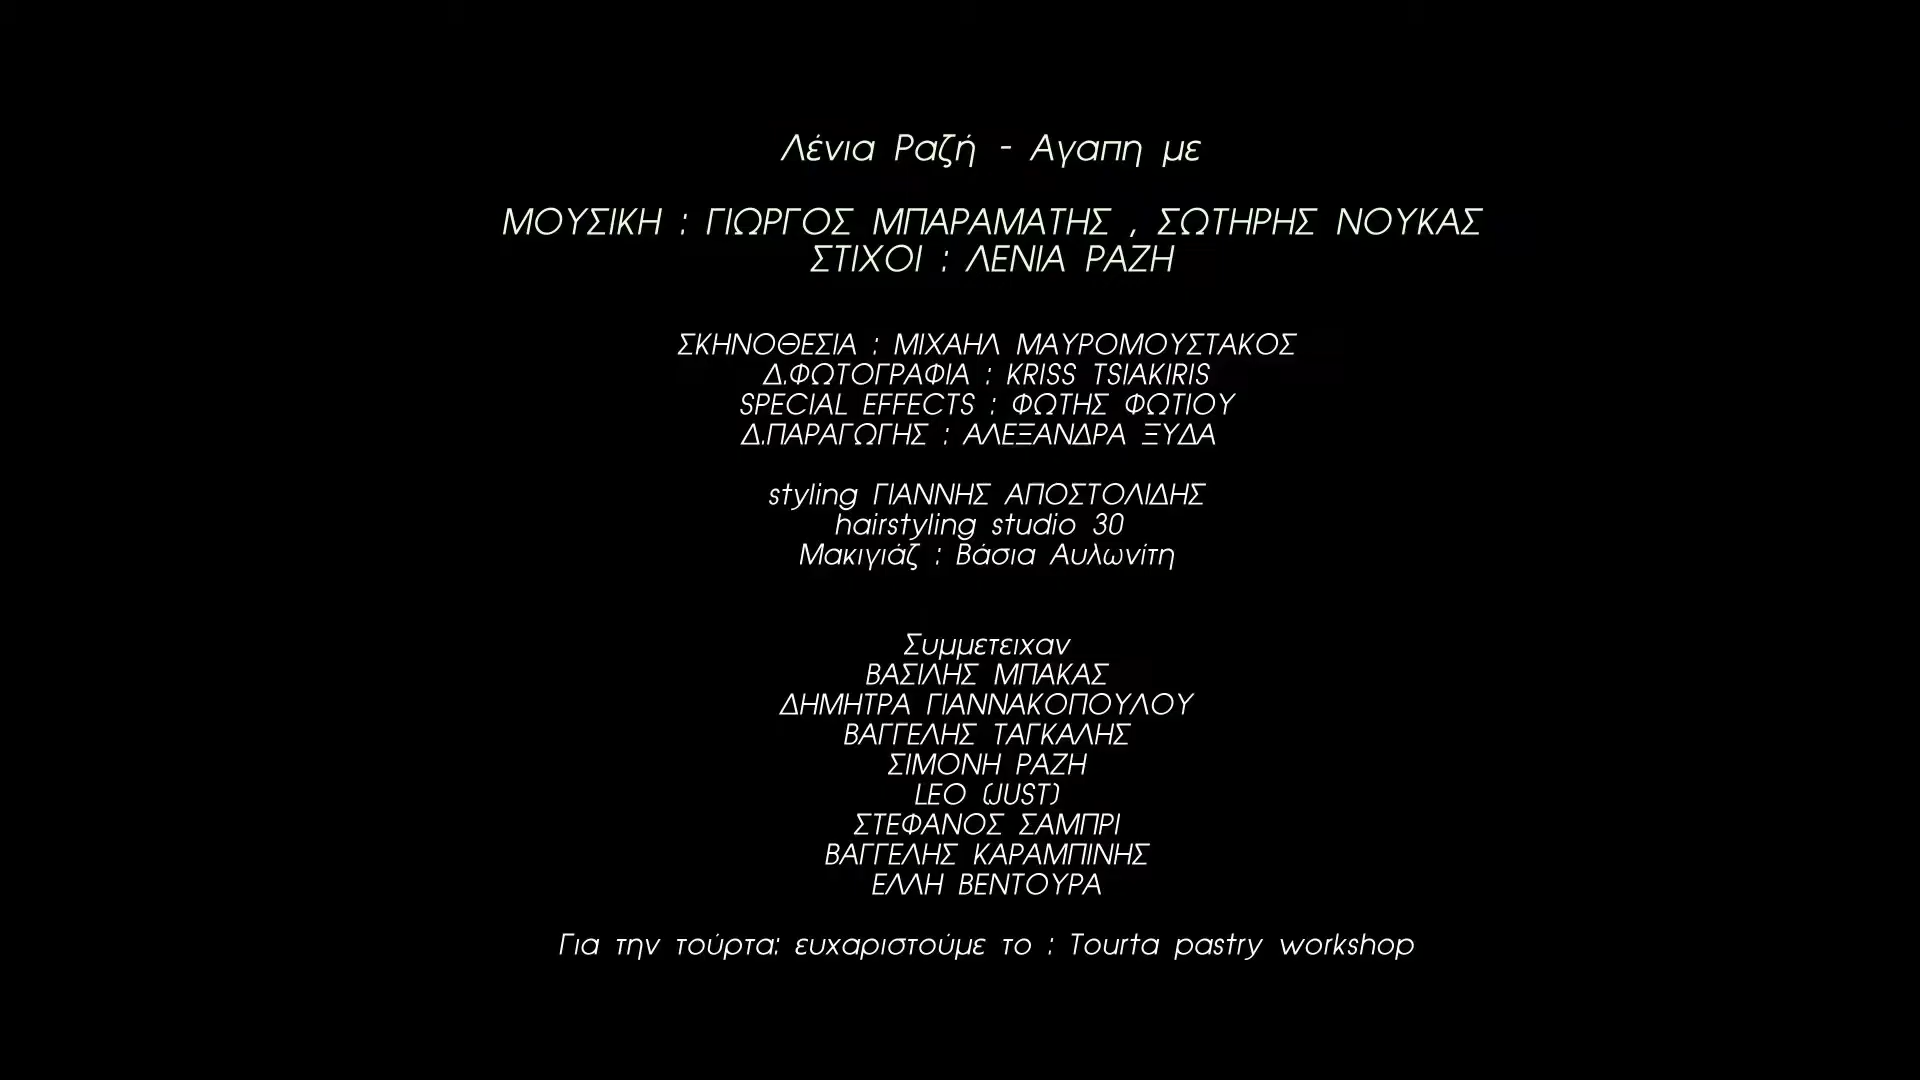 Λένια Ραζή - Αγαπη με
ΜΟΥΣΙΚΗ : ΓΙΩΡΓΟΣ ΜΠΑΡΑΜΑΤΗΣ , ΣΩΤΗΡΗΣ ΝΟΥΚΑΣ
ΣΤΙΧΟΙ : ΛΕΝΙΑ ΡΑΖΗ
ΣΚΗΝΟΘΕΣΙΑ : ΜΙΧΑΗΛ ΜΑΥΡΟΜΟΥΣΤΑΚΟΣ
Δ.ΦΩΤΟΓΡΑΦΙΑ : KRISS TSIAKIRIS
SPECIAL EFFECTS : ΦΩΤΗΣ ΦΩΤΙΟΥ
Δ.ΠΑΡΑΓΩΓΗΣ : ΑΛΕΞΑΝΔΡΑ ΞΥΔΑ
styling ΓΙΑΝΝΗΣ ΑΠΟΣΤΟΛΙΔΗΣ
hairstyling studio 30
Μακιγιάζ : Βάσια Αυλωνίτη
Συμμετειχαν
ΒΑΣΙΛΗΣ ΜΠΑΚΑΣ
ΔΗΜΗΤΡΑ ΓΙΑΝΝΑΚΟΠΟΥΛΟΥ
ΒΑΓΓΕΛΗΣ ΤΑΓΚΑΛΗΣ
ΣΙΜΟΝΗ ΡΑΖΗ
LEO (JUST)
ΣΤΕΦΑΝΟΣ ΣΑΜΠΡΙ
ΒΑΓΓΕΛΗΣ ΚΑΡΑΜΠΙΝΗΣ
ΕΛΛΗ ΒΕΝΤΟΥΡΑ
Για την τούρτα: ευχαριστούμε το : Tourta pastry workshop